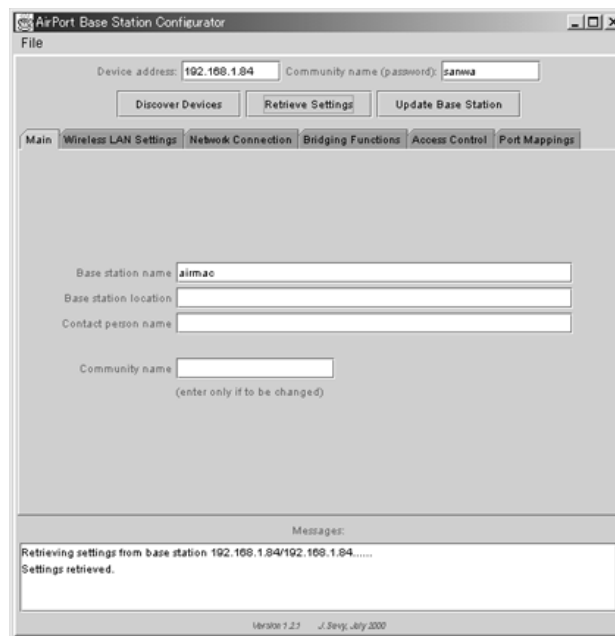 AirPort Base Station Configurator
File
Device address: 192.168.1.84 Community name (password): sanwa
Discover Devices Retrieve Settings Update Base Station
Main Wireless LAN Settings Network Connection Bridging Functions Access Control Port Mappings
Base station name airmac
Base station location
Contact person name
Community name
(enter only if to be changed)
Messages:
Retrieving settings from base station 192.168.1.84/192.168.1.84......
Settings retrieved.
Version 1.2.1 J. Sevy, July 2000